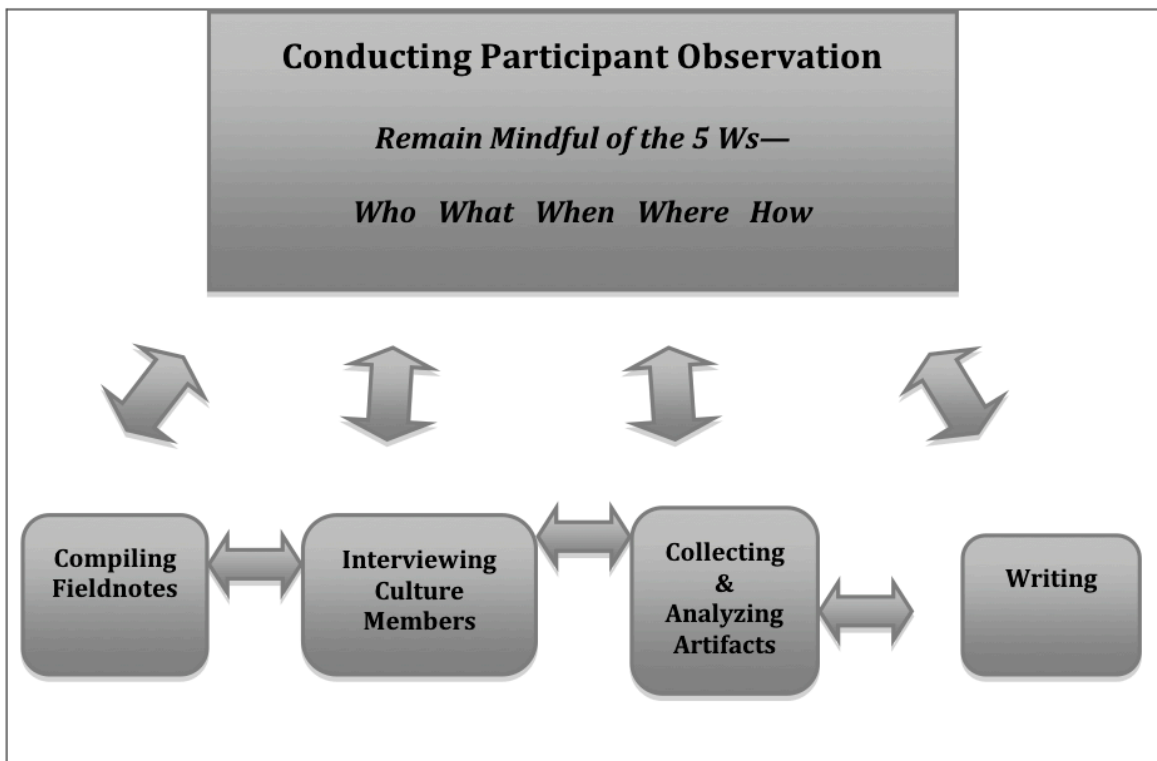 Conducting Participant Observation
Remain Mindful of the 5 Ws—
Who What When Where How
Compiling
Fieldnotes
Interviewing
Culture
Members
Collecting
&
Analyzing
Artifacts
Writing